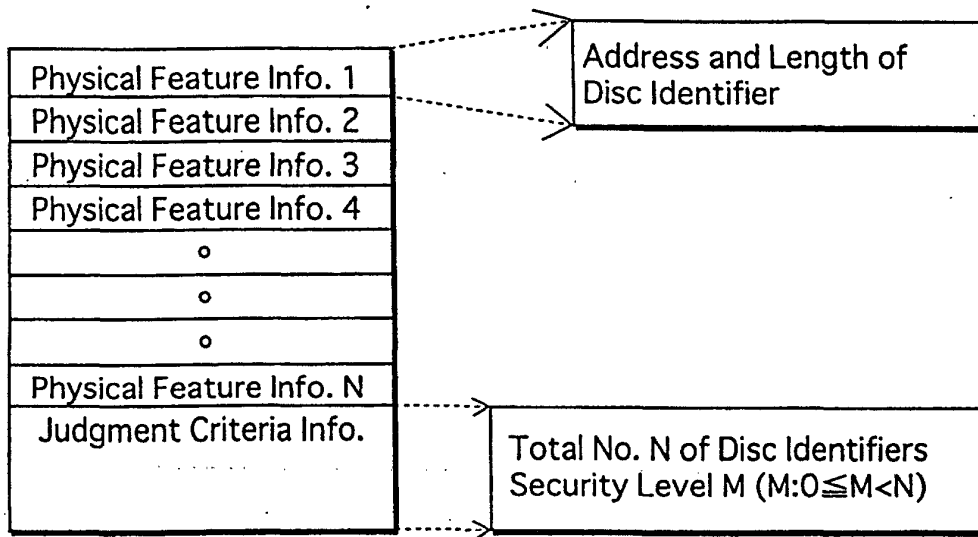 Physical Feature Info. 1
Physical Feature Info. 2
Physical Feature Info. 3
Physical Feature Info. 4
Physical Feature Info. N
Judgment Criteria Info.
Address and Length of
Disc Identifier
Total No. N of Disc Identifiers
Security Level M (M:0≦M<N)